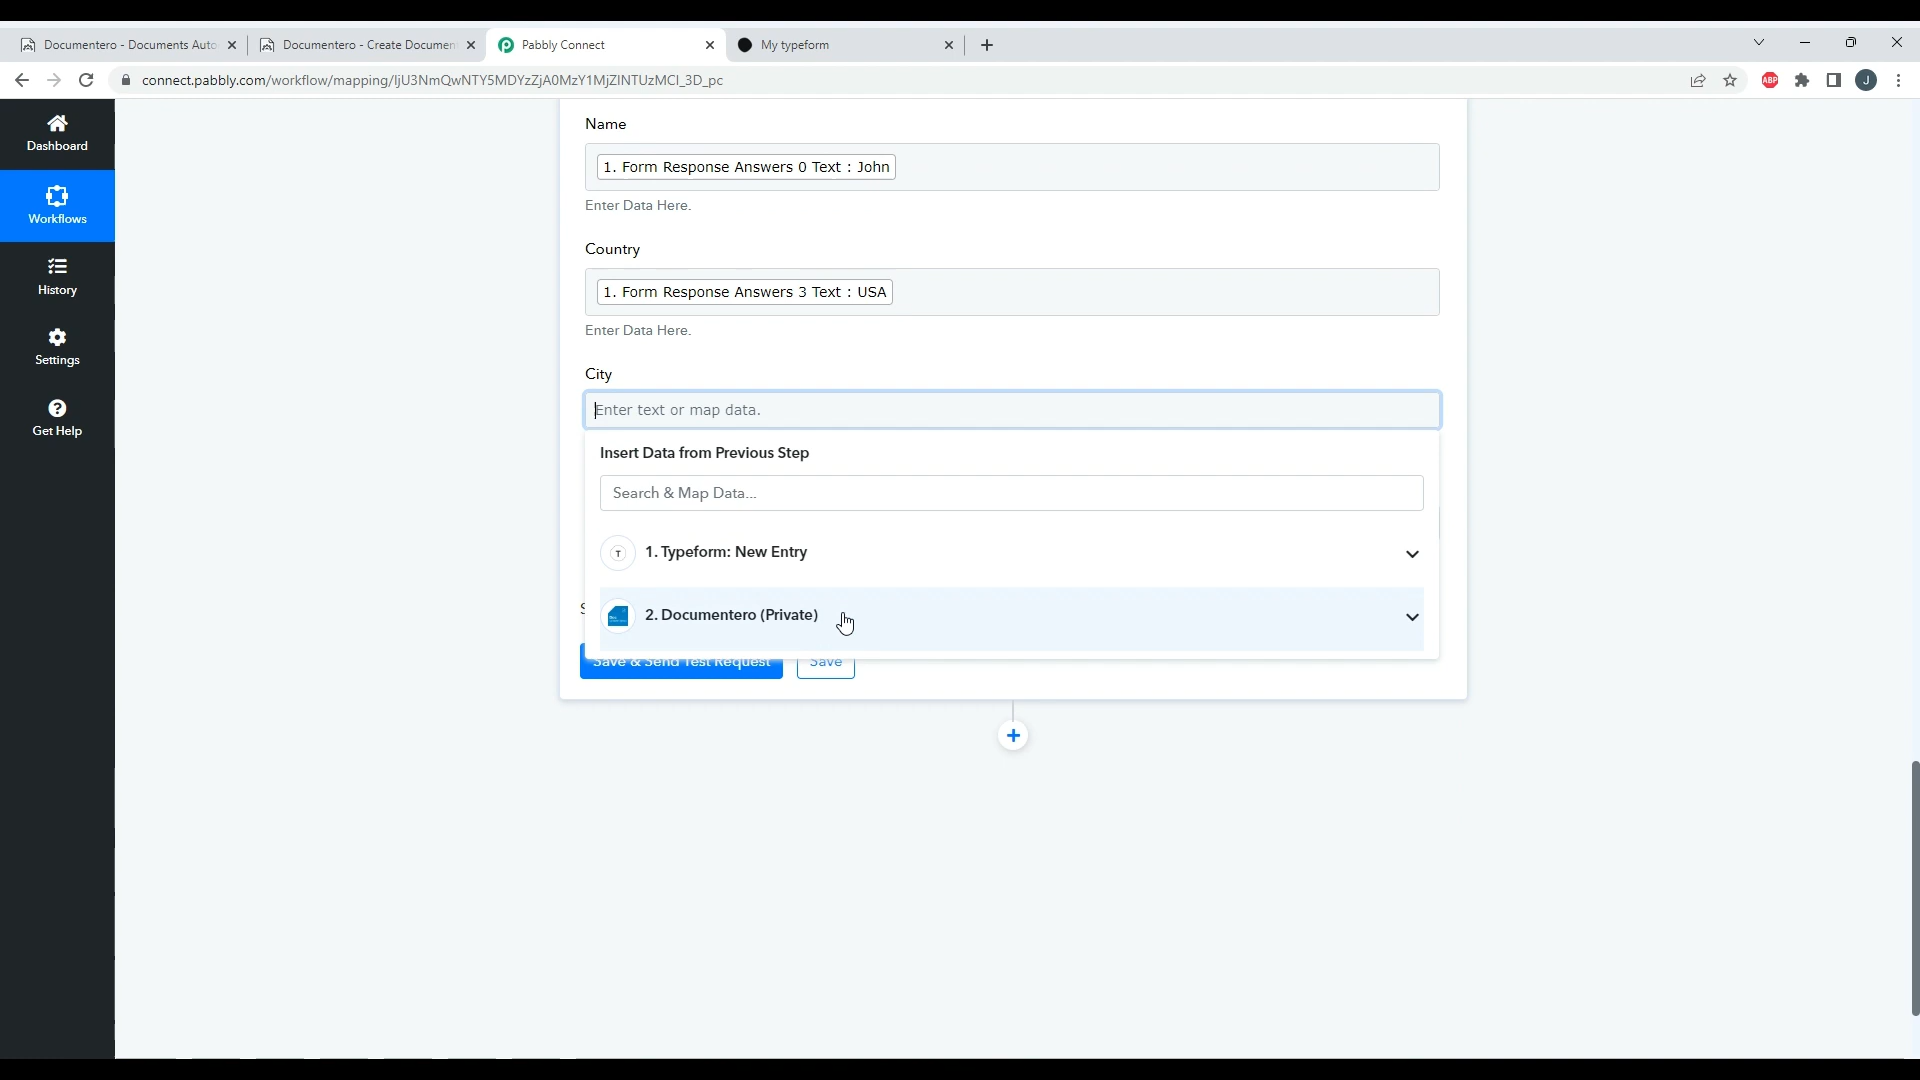 Documentero - Documents Auto
Documentero - Create Documen
Pabbly Connect
My typeform
connect.pabbly.com/workflow/mapping/IjU3NmQwNTY5MDYzZjA0MzY1MjZlNTUzMCI_3D_pc
ABP
J
Dashboard
Workflows
History
Settings
Get Help
Name
1. Form Response Answers 0 Text : John
Enter Data Here.
Country
1. Form Response Answers 3 Text : USA
Enter Data Here.
City
Enter text or map data.
Insert Data from Previous Step
Search & Map Data...
T
1. Typeform: New Entry
2. Documentero (Private)
S
Save & Send Test Request
Save